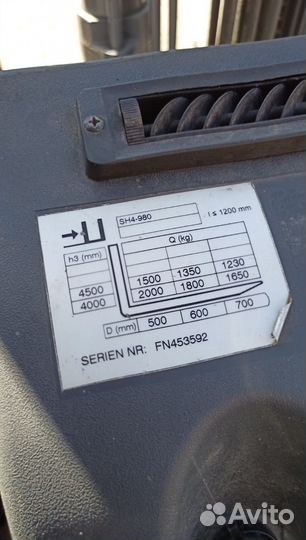 SH4-980 l ≤ 1200 mm
h3 (mm) Q (kg)
4500 1500 1350 1230
4000 2000 1800 1650
D (mm) 500 600 700
SERIEN NR: FN453592
Avito